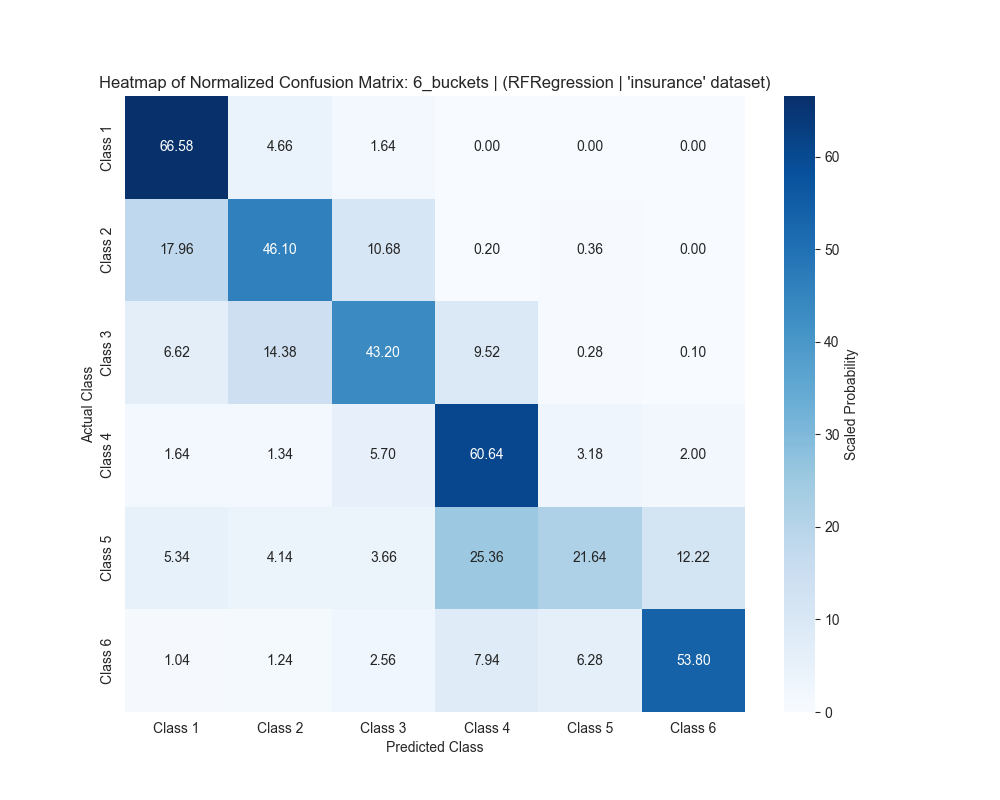 Heatmap of Normalized Confusion Matrix: 6_buckets | (RFRegression | 'insurance' dataset)
Actual Class
Class 1
66.58 4.66 1.64 0.00 0.00 0.00
Class 2
17.96 46.10 10.68 0.20 0.36 0.00
Class 3
6.62 14.38 43.20 9.52 0.28 0.10
Class 4
1.64 1.34 5.70 60.64 3.18 2.00
Class 5
5.34 4.14 3.66 25.36 21.64 12.22
Class 6
1.04 1.24 2.56 7.94 6.28 53.80
Class 1 Class 2 Class 3 Class 4 Class 5 Class 6
Predicted Class
60
50
40
30
20
10
0
Scaled Probability